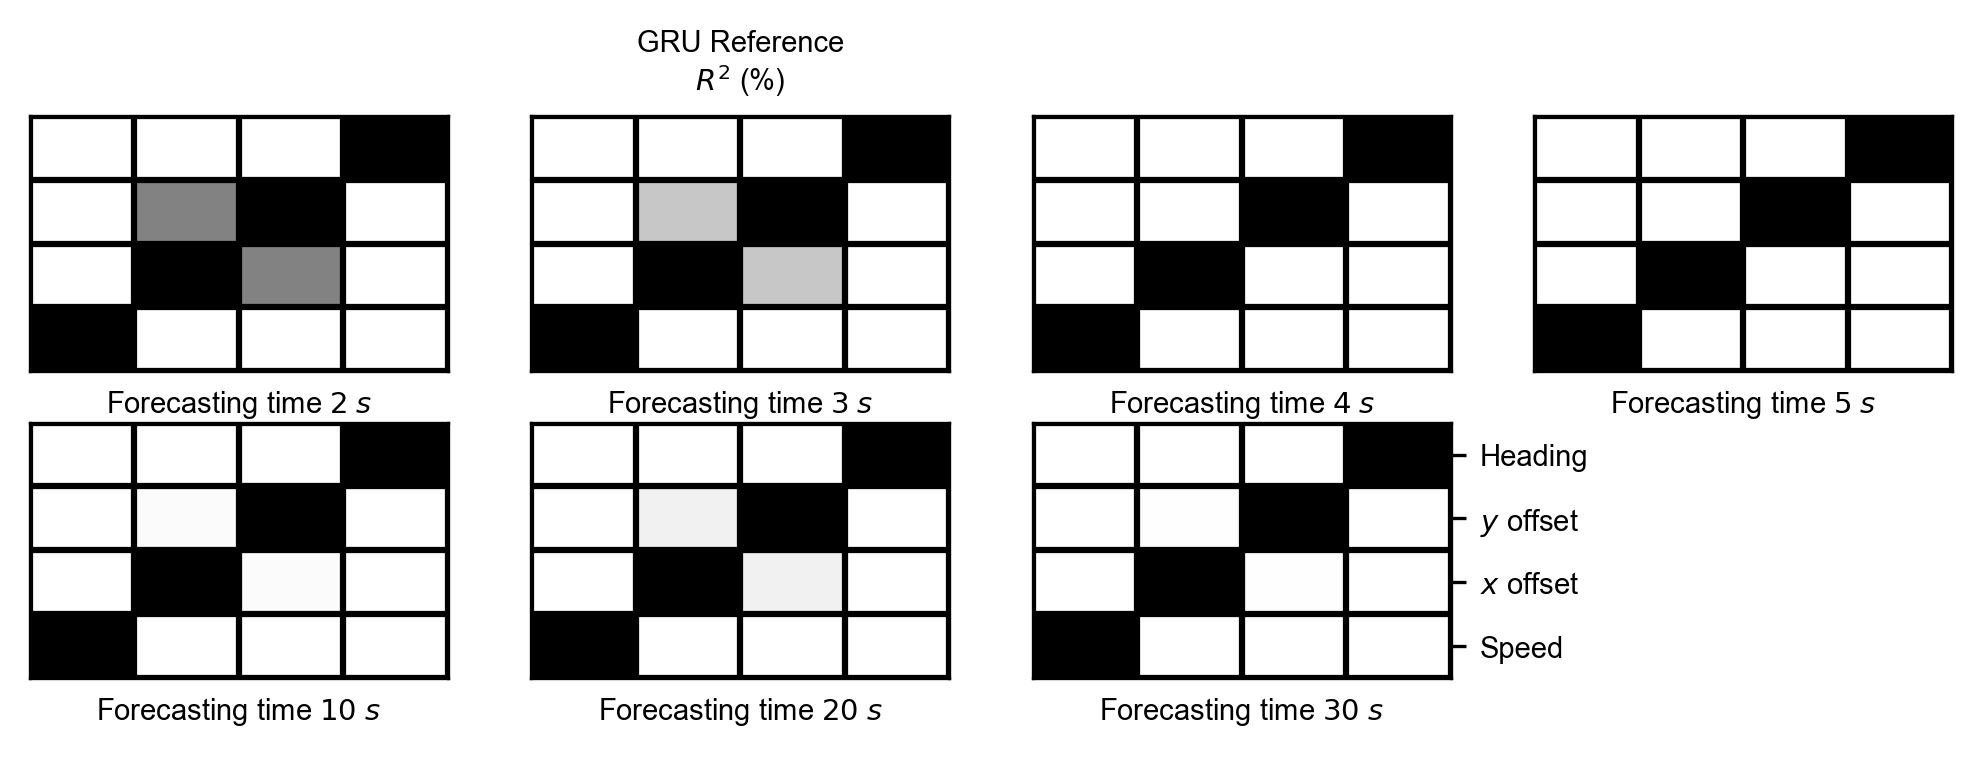 GRU Reference
R² (%)
Forecasting time 2 s
Forecasting time 3 s
Forecasting time 4 s
Forecasting time 5 s
Heading
y offset
x offset
Speed
Forecasting time 10 s
Forecasting time 20 s
Forecasting time 30 s